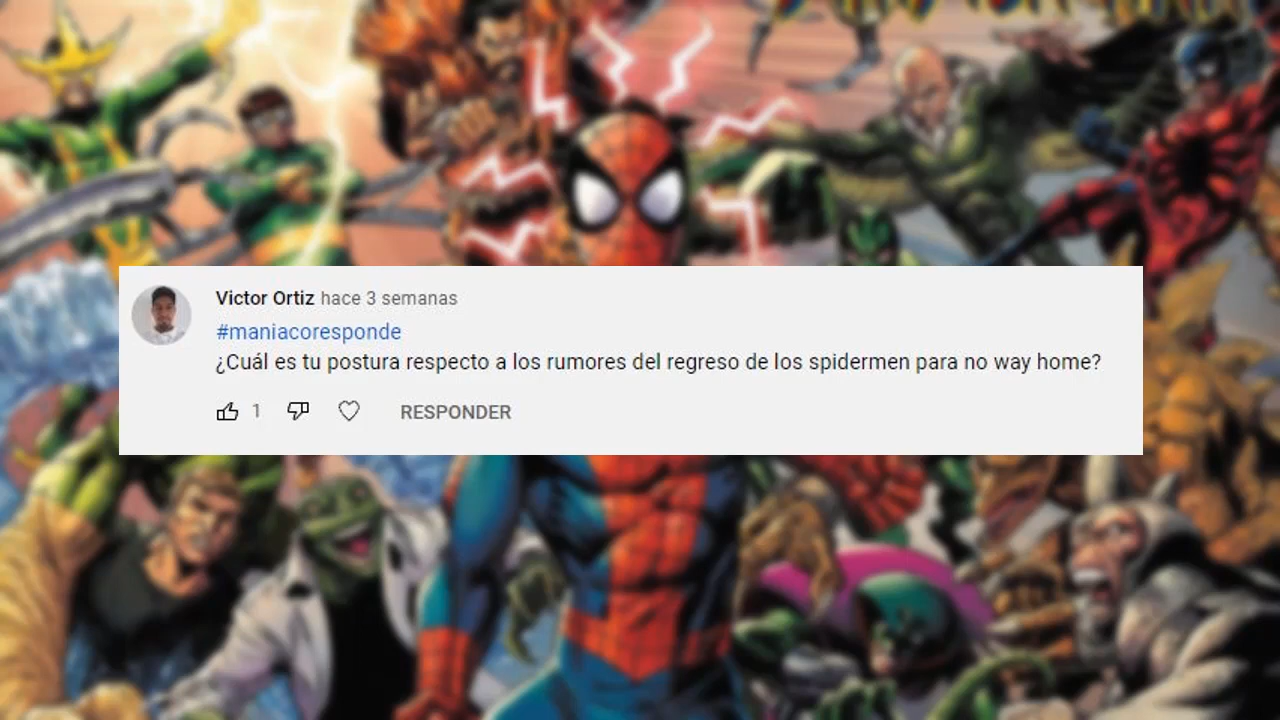 Victor Ortiz hace 3 semanas
#maniacoresponde
¿Cuál es tu postura respecto a los rumores del regreso de los spidermen para no way home?
1 RESPONDER